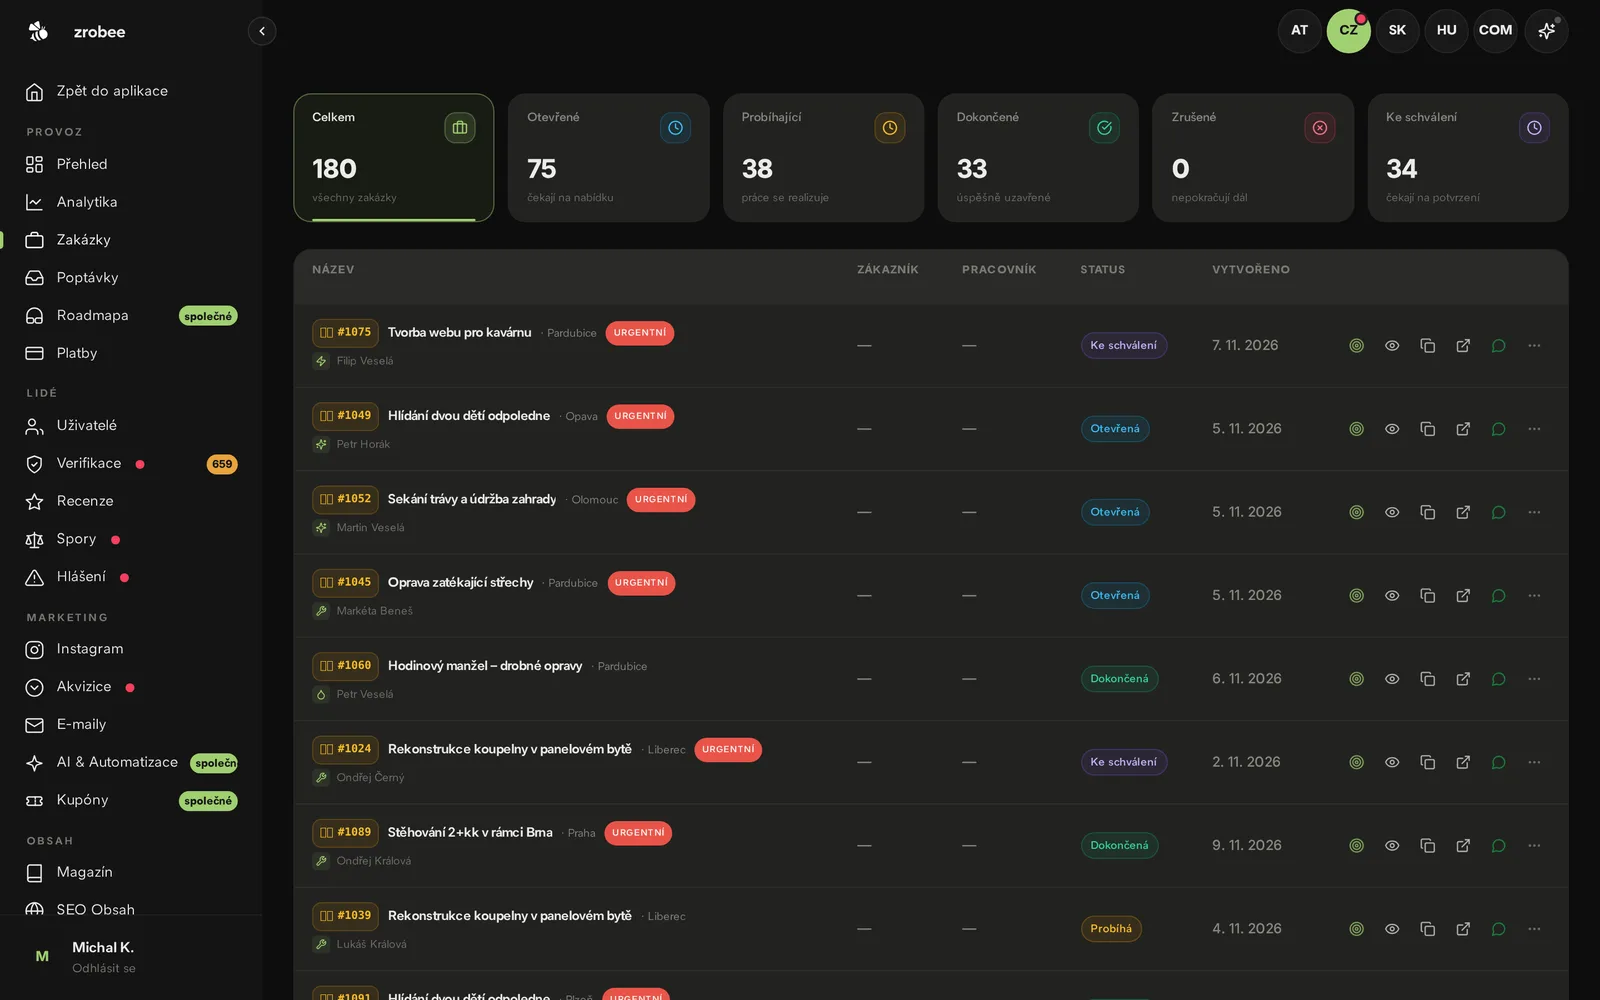 zrobee
AT CZ SK HU COM
Zpět do aplikace
PROVOZ
Přehled
Analytika
Zakázky
Poptávky
Roadmapa společné
Platby
LIDÉ
Uživatelé
Verifikace 659
Recenze
Spory
Hlášení
MARKETING
Instagram
Akvizice
E-maily
AI & Automatizace společn
Kupóny společné
OBSAH
Magazín
SEO Obsah
M Michal K.
Odhlásit se
Celkem
180
všechny zakázky
Otevřené
75
čekají na nabídku
Probíhající
38
práce se realizuje
Dokončené
33
úspěšně uzavřené
Zrušené
0
nepokračují dál
Ke schválení
34
čekají na potvrzení
NÁZEV ZÁKAZNÍK PRACOVNÍK STATUS VYTVOŘENO
#1075 Tvorba webu pro kavárnu · Pardubice URGENTNÍ
Filip Veselá
— — Ke schválení 7. 11. 2026
#1049 Hlídání dvou dětí odpoledne · Opava URGENTNÍ
Petr Horák
— — Otevřená 5. 11. 2026
#1052 Sekání trávy a údržba zahrady · Olomouc URGENTNÍ
Martin Veselá
— — Otevřená 5. 11. 2026
#1045 Oprava zatékající střechy · Pardubice URGENTNÍ
Markéta Beneš
— — Otevřená 5. 11. 2026
#1060 Hodinový manžel – drobné opravy · Pardubice
Petr Veselá
— — Dokončená 6. 11. 2026
#1024 Rekonstrukce koupelny v panelovém bytě · Liberec URGENTNÍ
Ondřej Černý
— — Ke schválení 2. 11. 2026
#1089 Stěhování 2+kk v rámci Brna · Praha URGENTNÍ
Ondřej Králová
— — Dokončená 9. 11. 2026
#1039 Rekonstrukce koupelny v panelovém bytě · Liberec
Lukáš Králová
— — Probíhá 4. 11. 2026
#1091 Hlídání dvou dětí odpoledne · Plzeň URGENTNÍ